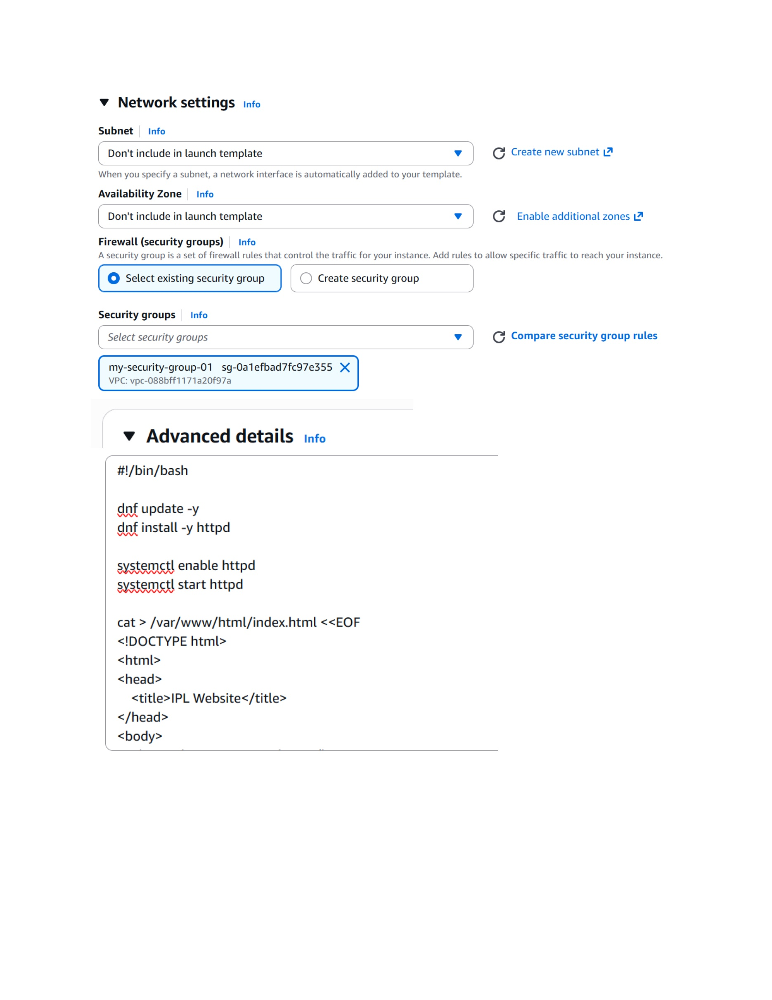 Network settings Info
Subnet Info
Don't include in launch template
Create new subnet
When you specify a subnet, a network interface is automatically added to your template.
Availability Zone Info
Don't include in launch template
Enable additional zones
Firewall (security groups) Info
A security group is a set of firewall rules that control the traffic for your instance. Add rules to allow specific traffic to reach your instance.
Select existing security group
Create security group
Security groups Info
Select security groups
Compare security group rules
my-security-group-01 sg-0a1efbad7fc97e355
VPC: vpc-088bff1171a20f97a
Advanced details Info
#!/bin/bash
dnf update -y
dnf install -y httpd
systemctl enable httpd
systemctl start httpd
cat > /var/www/html/index.html <<EOF
<!DOCTYPE html>
<html>
<head>
<title>IPL Website</title>
</head>
<body>